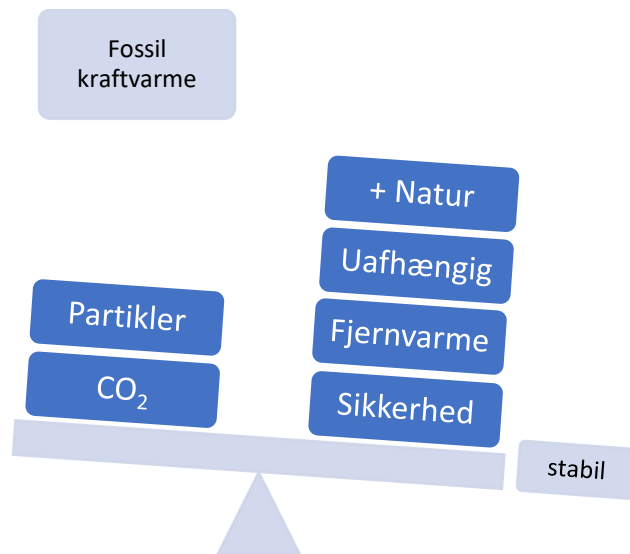 Fossil
kraftvarme
+ Natur
Uafhængig
Partikler
Fjernvarme
CO₂
Sikkerhed
stabil